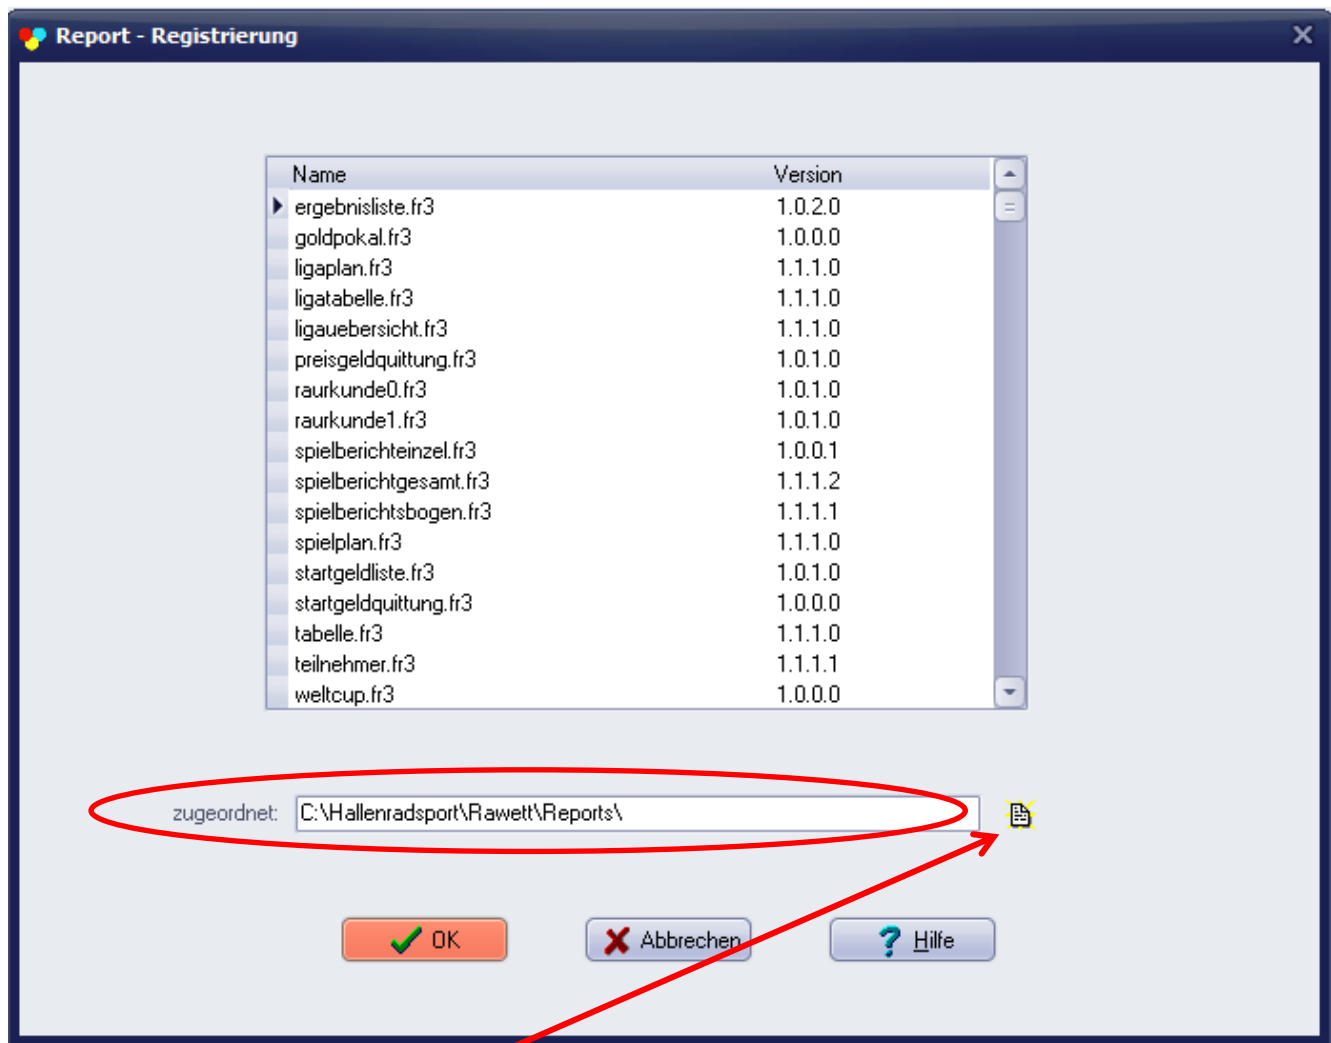 Report - Registrierung
Name Version
ergebnisliste.fr3 1.0.2.0
goldpokal.fr3 1.0.0.0
ligaplan.fr3 1.1.1.0
ligatabelle.fr3 1.1.1.0
ligauebersicht.fr3 1.1.1.0
preisgeldquittung.fr3 1.0.1.0
raurkunde0.fr3 1.0.1.0
raurkunde1.fr3 1.0.1.0
spielberichteinzel.fr3 1.0.0.1
spielberichtgesamt.fr3 1.1.1.2
spielberichtsbogen.fr3 1.1.1.1
spielplan.fr3 1.1.1.0
startgeldliste.fr3 1.0.1.0
startgeldquittung.fr3 1.0.0.0
tabelle.fr3 1.1.1.0
teilnehmer.fr3 1.1.1.1
weltcup.fr3 1.0.0.0
zugeordnet: C:\Hallenradsport\Rawett\Reports\
OK Abbrechen Hilfe